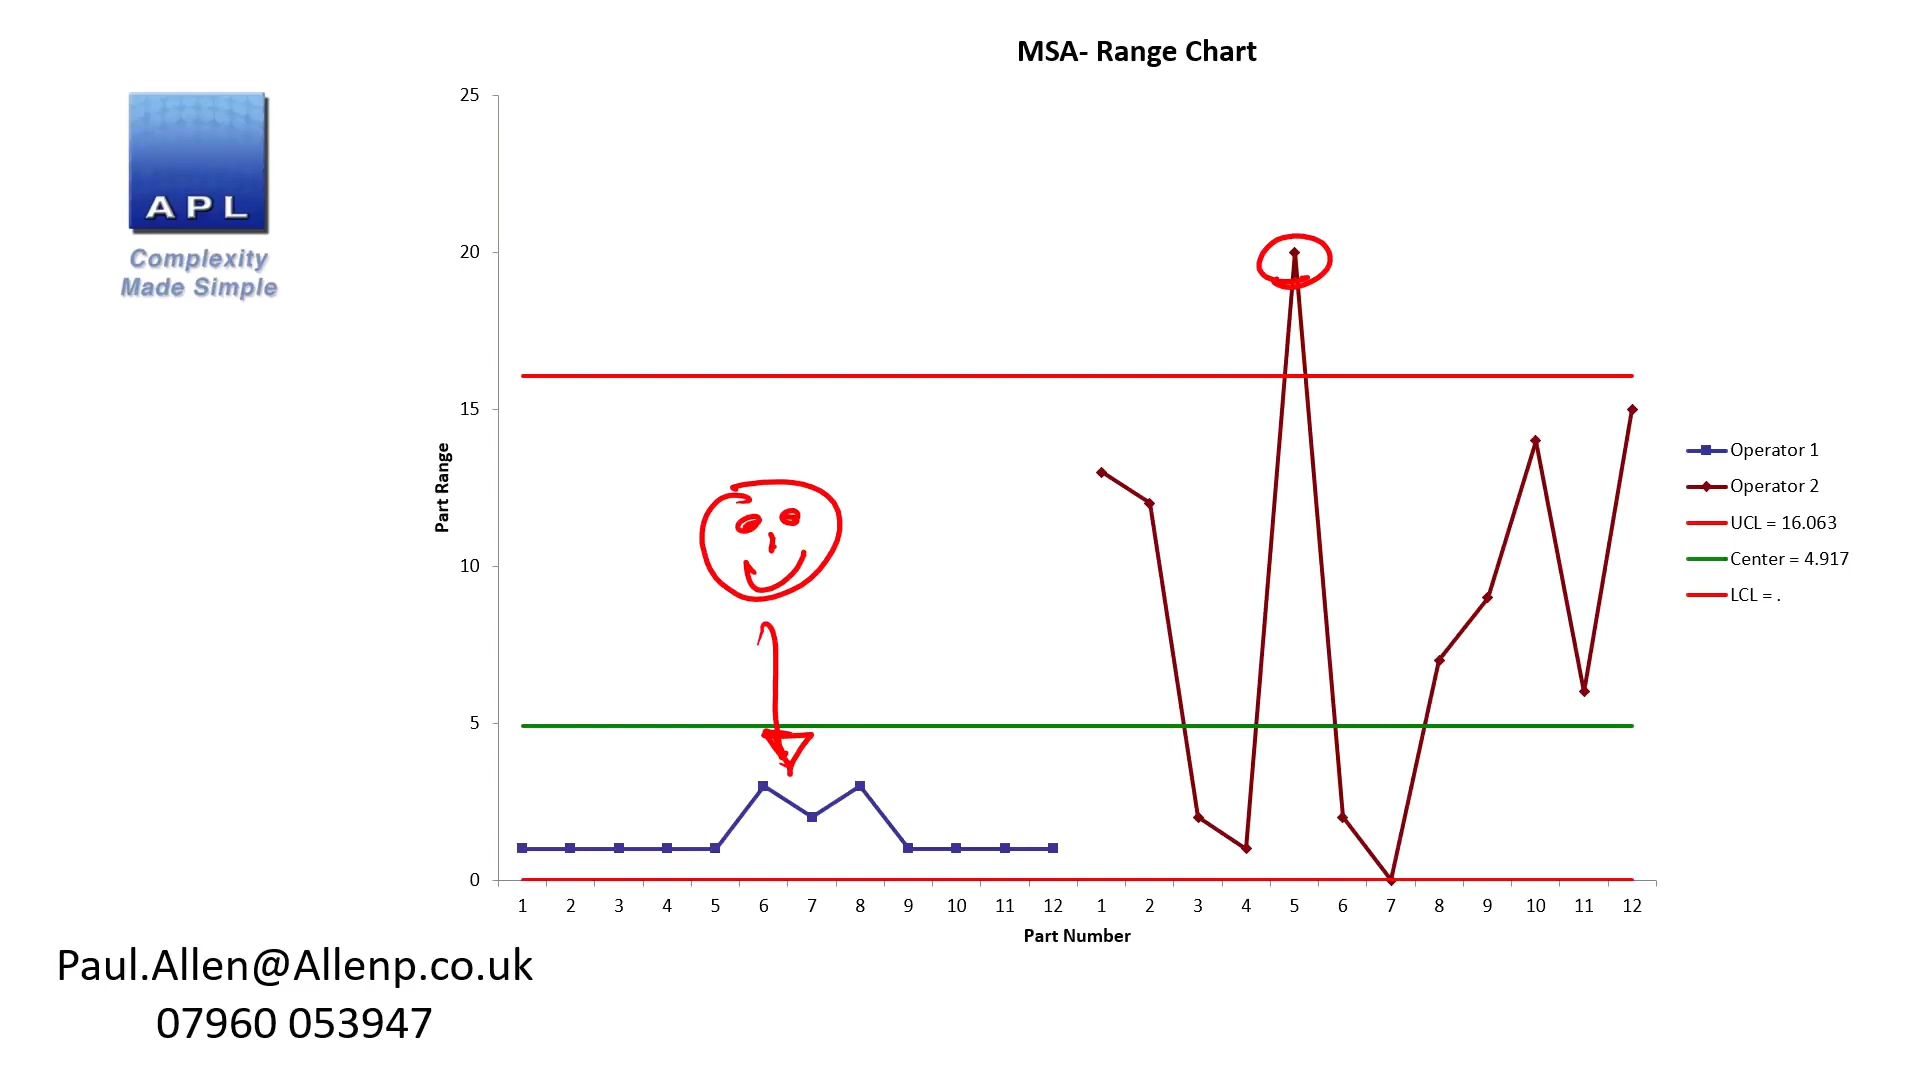 MSA- Range Chart
APL
Complexity
Made Simple
25
20
15
10
5
0
Part Range
1 2 3 4 5 6 7 8 9 10 11 12 1 2 3 4 5 6 7 8 9 10 11 12
Part Number
Operator 1
Operator 2
UCL = 16.063
Center = 4.917
LCL = .
Paul.Allen@Allenp.co.uk
07960 053947